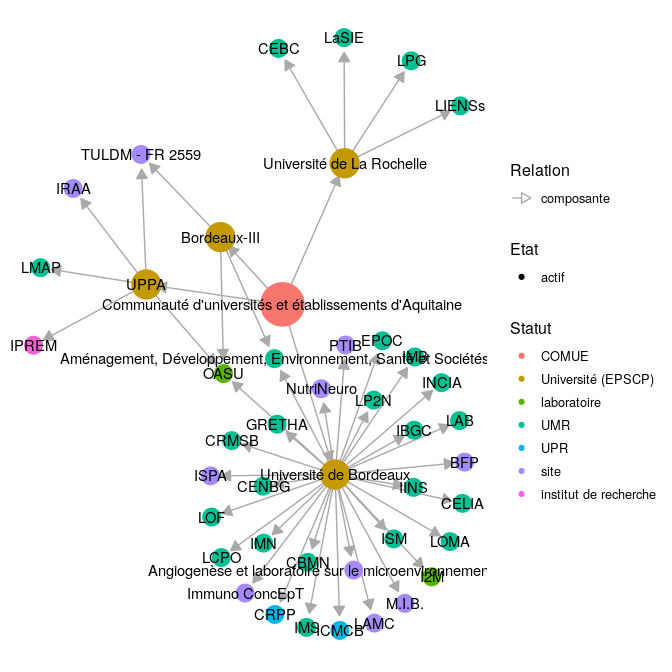 LaSIE
CEBC
LPG
LIENSs
TULDM - FR 2559
Université de La Rochelle
IRAA
Bordeaux-III
LMAP
UPPA
Communauté d'universités et établissements d'Aquitaine
IPREM
PTIB
EPOC
Aménagement, Développement, Environnement, Santé et Sociétés
IMB
OASU
INCIA
NutriNeuro
LP2N
GRETHA
IBGC
LAB
CRMSB
BFP
ISPA
Université de Bordeaux
CENBG
IINS
CELIA
LOF
IMN
ISM
LOMA
LCPO
CBMN
Angiogenèse et laboratoire sur le microenvironnemen
I2M
Immuno ConcEpT
M.I.B.
CRPP
IMS
ICMCB
LAMC
Relation
composante
Etat
actif
Statut
COMUE
Université (EPSCP)
laboratoire
UMR
UPR
site
institut de recherche